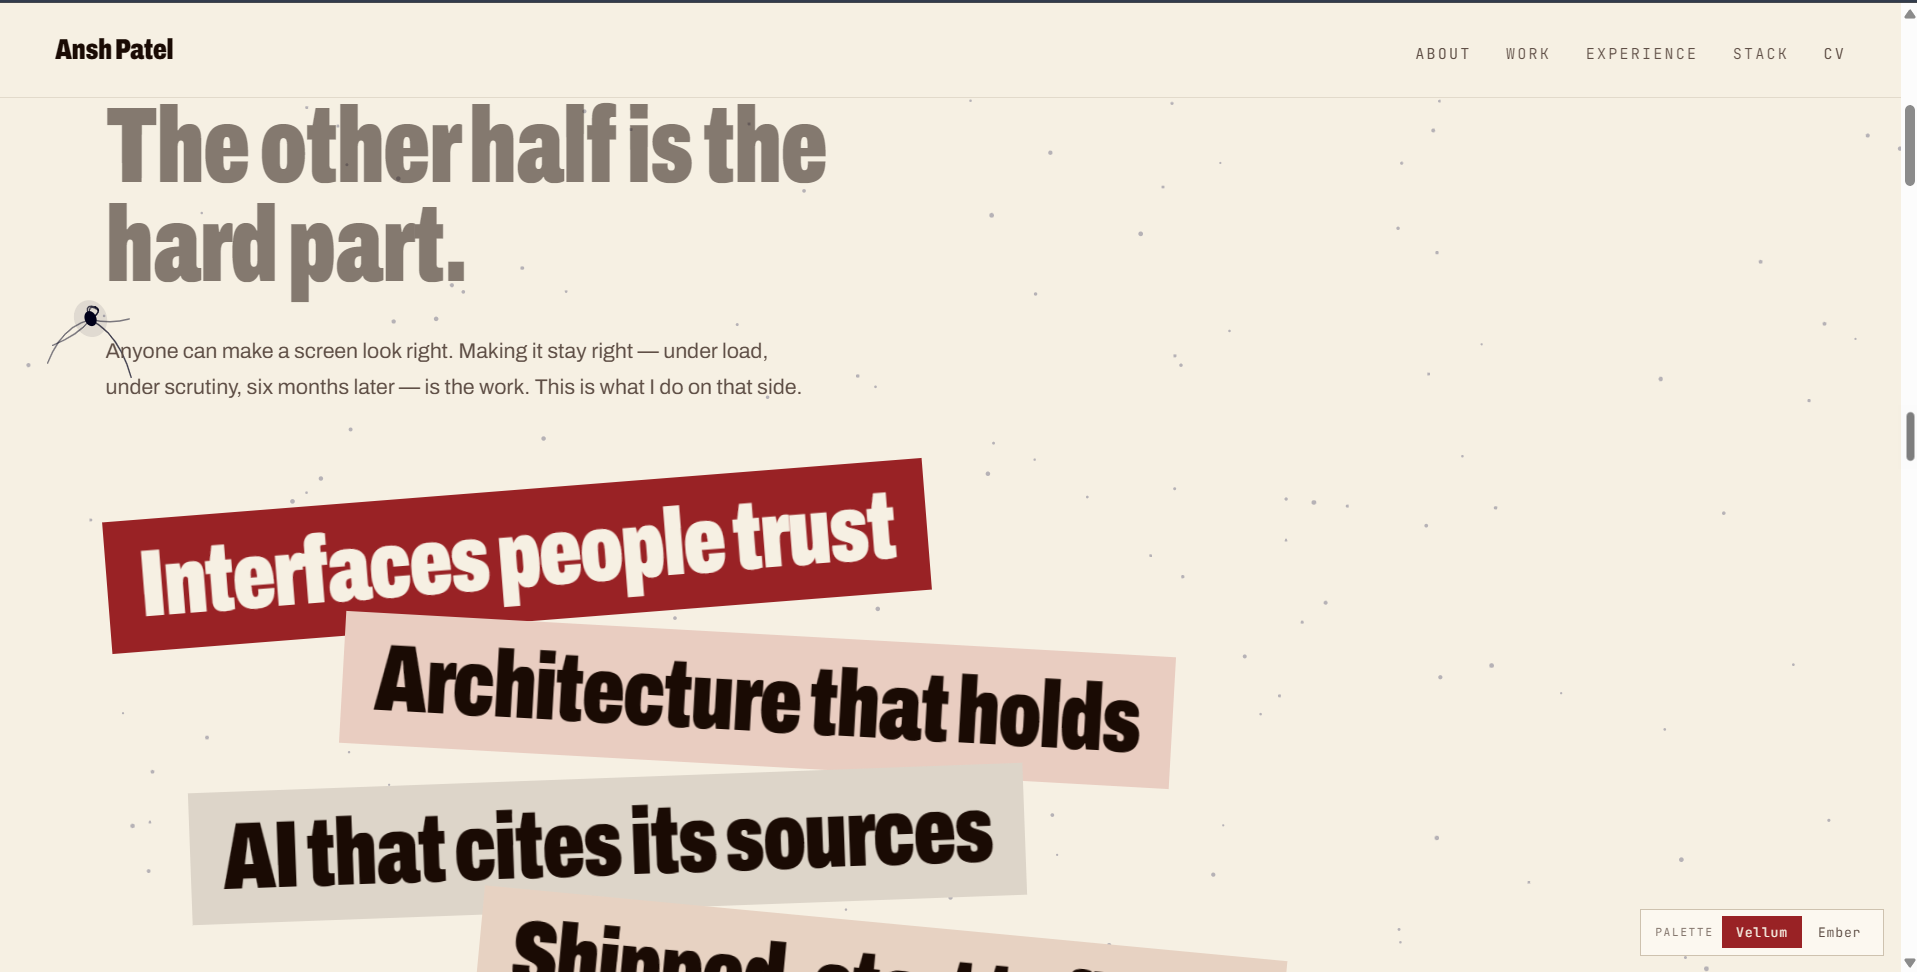 Ansh Patel
ABOUT WORK EXPERIENCE STACK CV
The other half is the
hard part.
Anyone can make a screen look right. Making it stay right — under load,
under scrutiny, six months later — is the work. This is what I do on that side.
Interfaces people trust
Architecture that holds
AI that cites its sources
Shipped,
PALETTE Vellum Ember